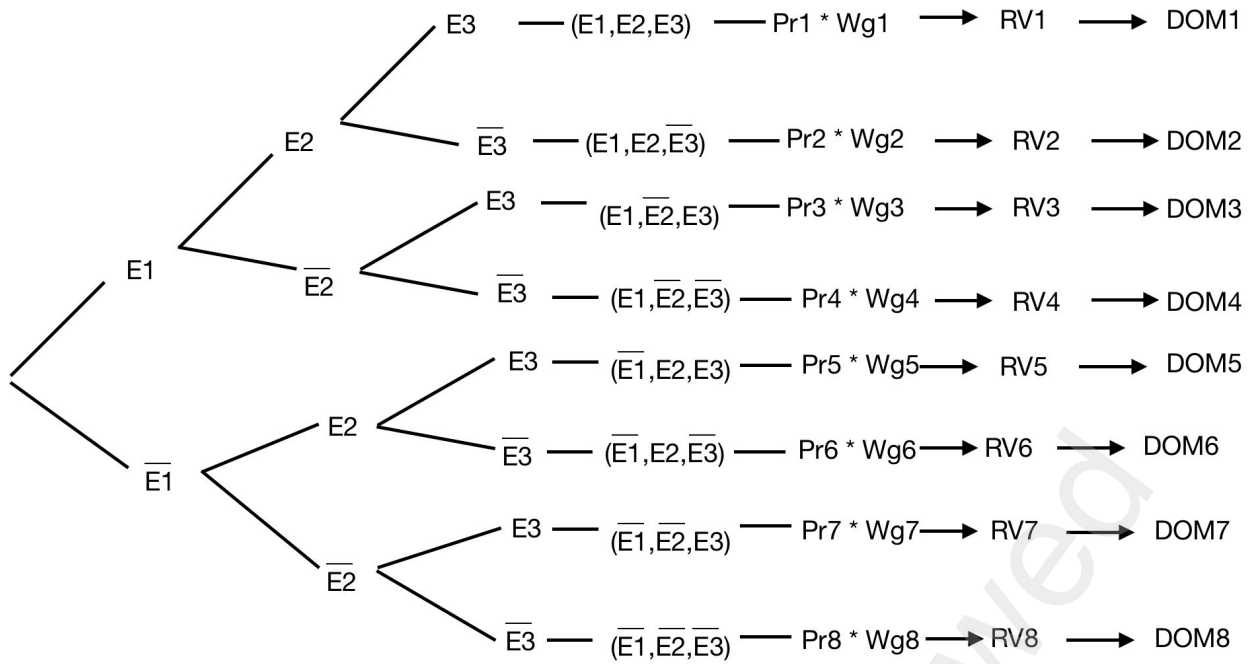 E3 (E1,E2,E3) Pr1 * Wg1 RV1 DOM1
E2 E̅3̅ (E1,E2,E̅3̅) Pr2 * Wg2 RV2 DOM2
E3 (E1,E̅2̅,E3) Pr3 * Wg3 RV3 DOM3
E1 E̅2̅ E̅3̅ (E1,E̅2̅,E̅3̅) Pr4 * Wg4 RV4 DOM4
E3 (E̅1̅,E2,E3) Pr5 * Wg5 RV5 DOM5
E2 E̅3̅ (E̅1̅,E2,E̅3̅) Pr6 * Wg6 RV6 DOM6
E̅1̅ E3 (E̅1̅,E̅2̅,E3) Pr7 * Wg7 RV7 DOM7
E̅2̅ E̅3̅ (E̅1̅,E̅2̅,E̅3̅) Pr8 * Wg8 RV8 DOM8